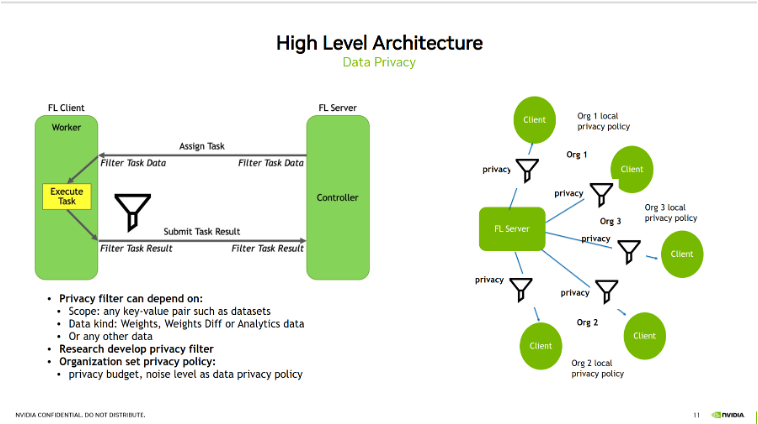 High Level Architecture
Data Privacy
FL Client
FL Server
Worker
Assign Task
Filter Task Data
Filter Task Data
Execute
Task
Controller
Submit Task Result
Filter Task Result
Filter Task Result
• Privacy filter can depend on:
• Scope: any key-value pair such as datasets
• Data kind: Weights, Weights Diff or Analytics data
• Or any other data
• Research develop privacy filter
• Organization set privacy policy:
• privacy budget, noise level as data privacy policy
Client
Org 1 local
privacy policy
Org 1
privacy
Client
privacy
Org 3 local
privacy policy
Org 3
FL Server
privacy
Client
privacy
privacy
Org 2
Client
Client
Org 2 local
privacy policy
NVIDIA CONFIDENTIAL. DO NOT DISTRIBUTE.
11
NVIDIA